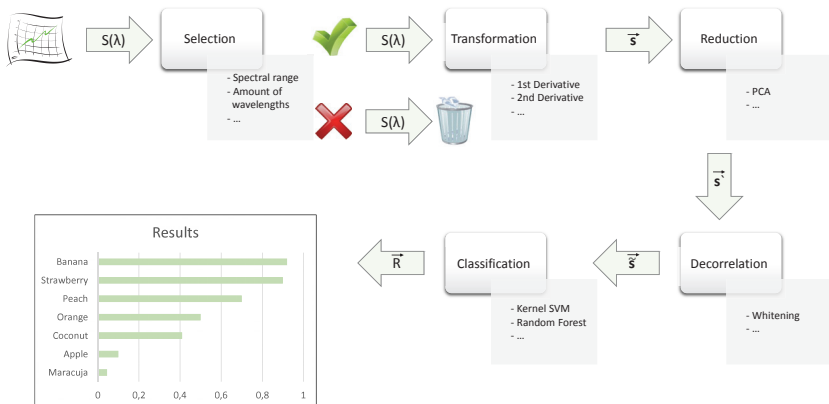 S(λ)
Selection
- Spectral range
- Amount of
wavelengths
- ...
S(λ)
S(λ)
Transformation
- 1st Derivative
- 2nd Derivative
- ...
s
Reduction
- PCA
- ...
s`
Decorrelation
- Whitening
- ...
s̃
Classification
- Kernel SVM
- Random Forest
- ...
R
Results
Banana
Strawberry
Peach
Orange
Coconut
Apple
Maracuja
0 0,2 0,4 0,6 0,8 1